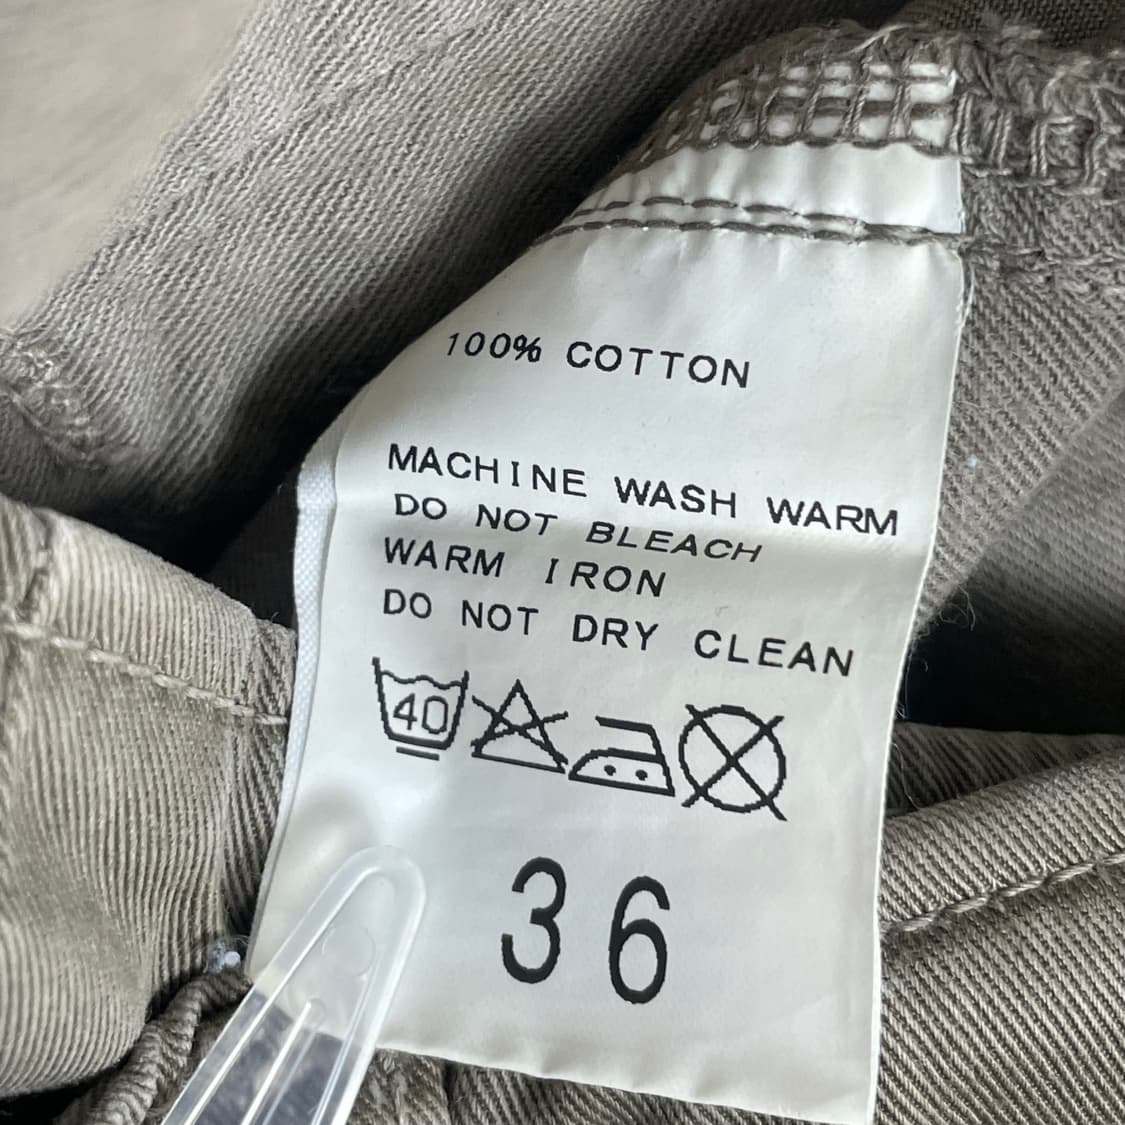 100% COTTON
MACHINE WASH WARM
DO NOT BLEACH
WARM IRON
DO NOT DRY CLEAN
40
36